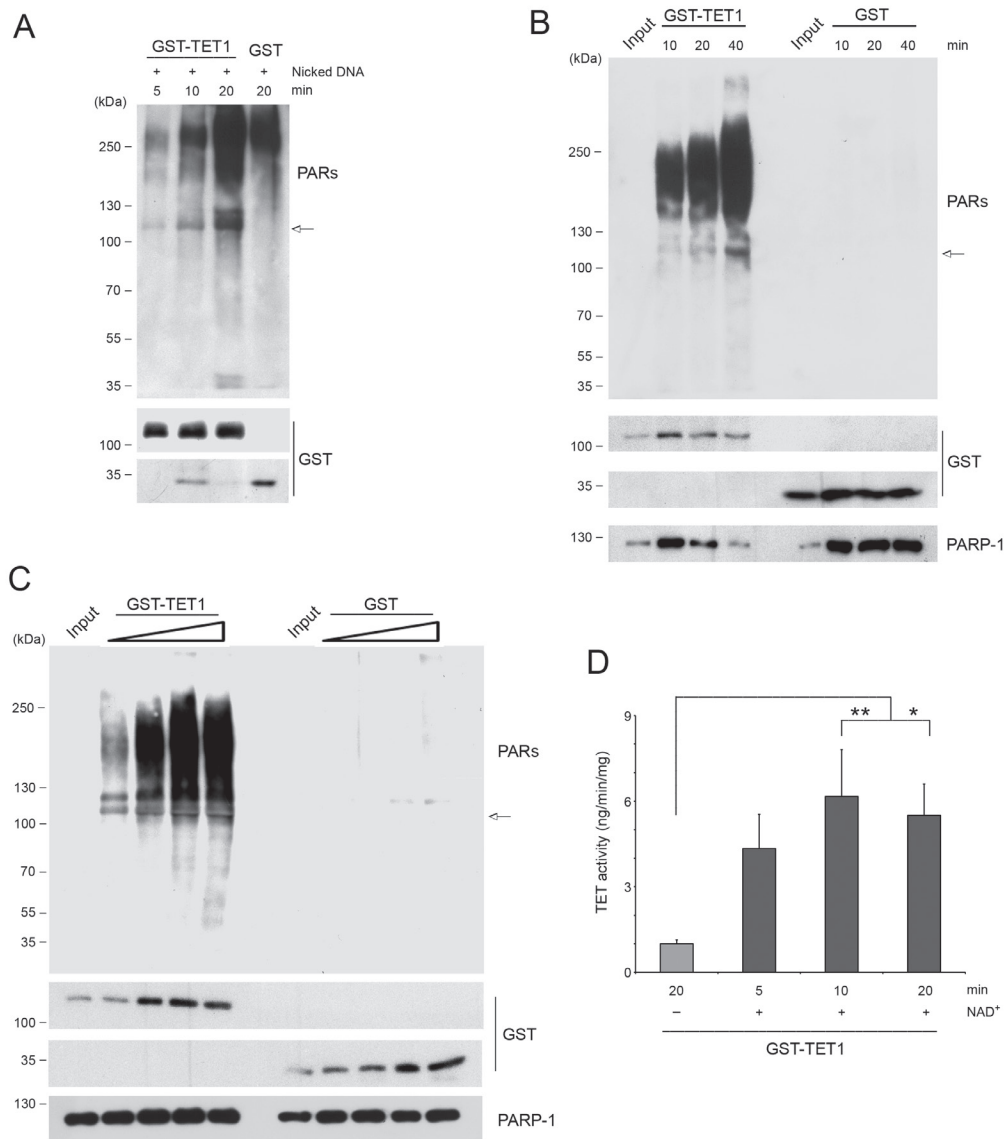 A
GST-TET1 GST
+ + + + Nicked DNA
5 10 20 20 min
(kDa)
250
130
100
70
55
35
PARs
100
35
GST
B
Input GST-TET1 Input GST
10 20 40 10 20 40 min
(kDa)
250
130
100
70
55
35
PARs
100
35
GST
130
PARP-1
C
Input GST-TET1 Input GST
(kDa)
250
130
100
70
55
35
PARs
100
35
GST
130
PARP-1
D
** *
TET activity (ng/min/mg)
9
6
3
0
20 5 10 20 min
– + + + NAD+
GST-TET1